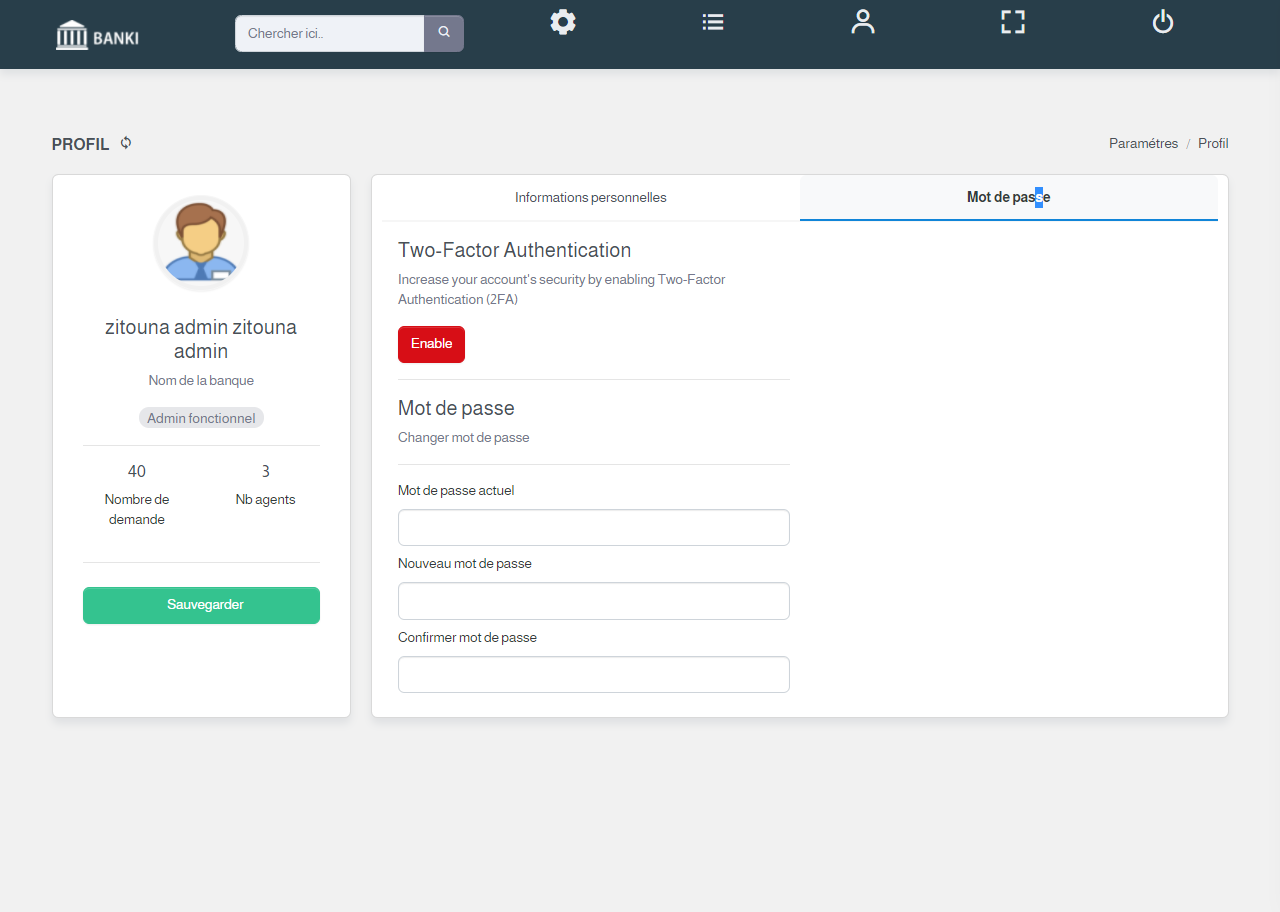 BANKI
Chercher ici..
PROFIL
Paramétres / Profil
zitouna admin zitouna
admin
Nom de la banque
Admin fonctionnel
40
Nombre de
demande
3
Nb agents
Sauvegarder
Informations personnelles
Mot de passe
Two-Factor Authentication
Increase your account's security by enabling Two-Factor
Authentication (2FA)
Enable
Mot de passe
Changer mot de passe
Mot de passe actuel
Nouveau mot de passe
Confirmer mot de passe